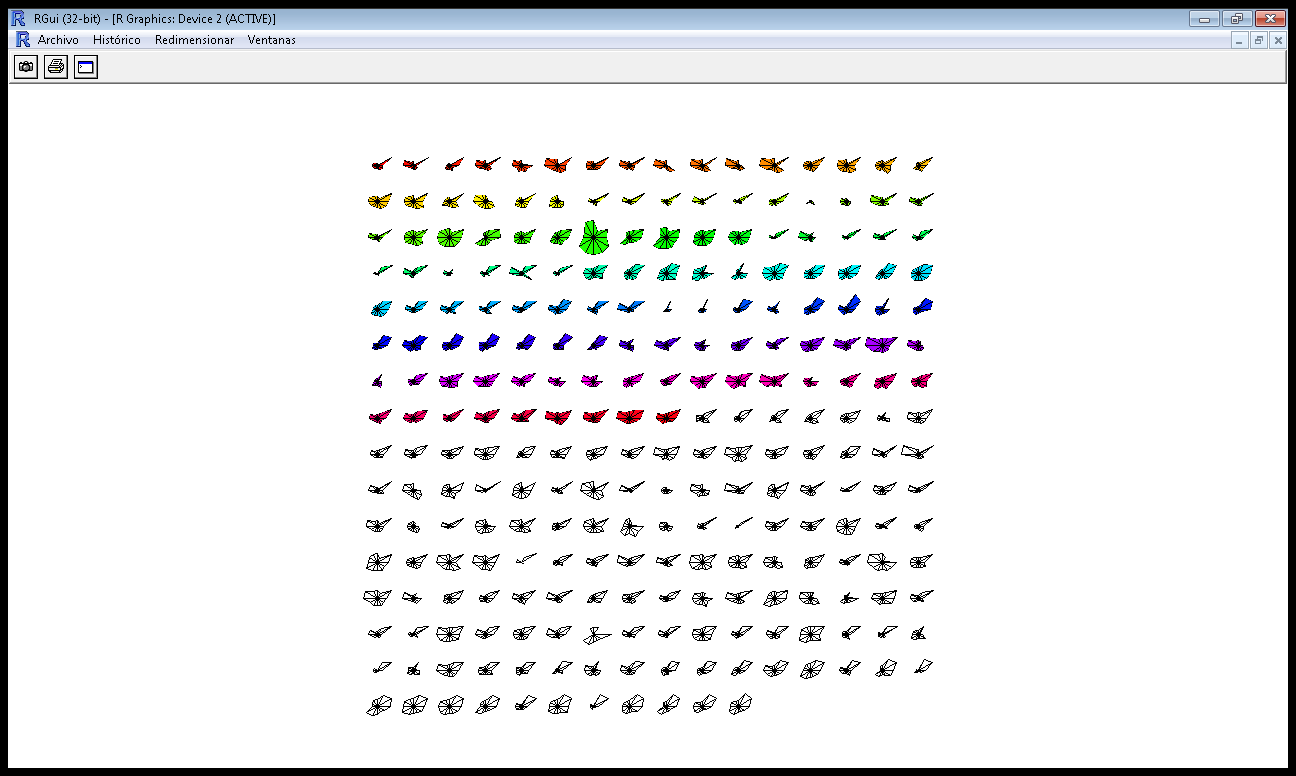 RGui (32-bit) - [R Graphics: Device 2 (ACTIVE)]
Archivo Histórico Redimensionar Ventanas